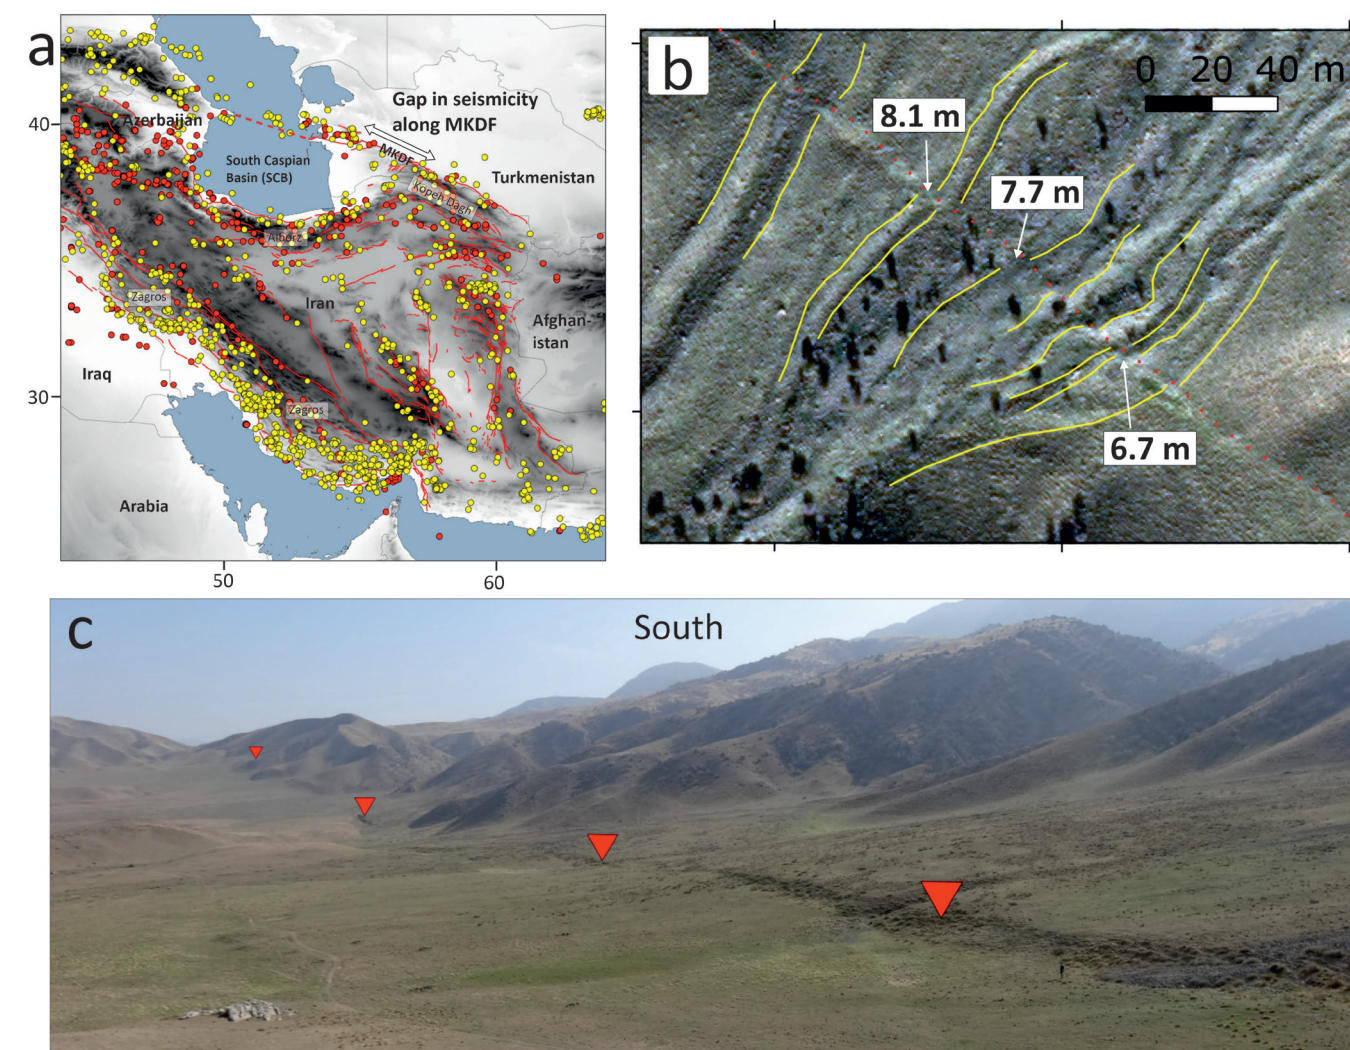 a
40
30
50
60
Azerbaijan
South Caspian
Basin (SCB)
Gap in seismicity
along MKDF
MKDF
Turkmenistan
Kopeh Dagh
Alborz
Zagros
Iran
Afghan-
istan
Iraq
Zagros
Arabia
b
0 20 40 m
8.1 m
7.7 m
6.7 m
c
South